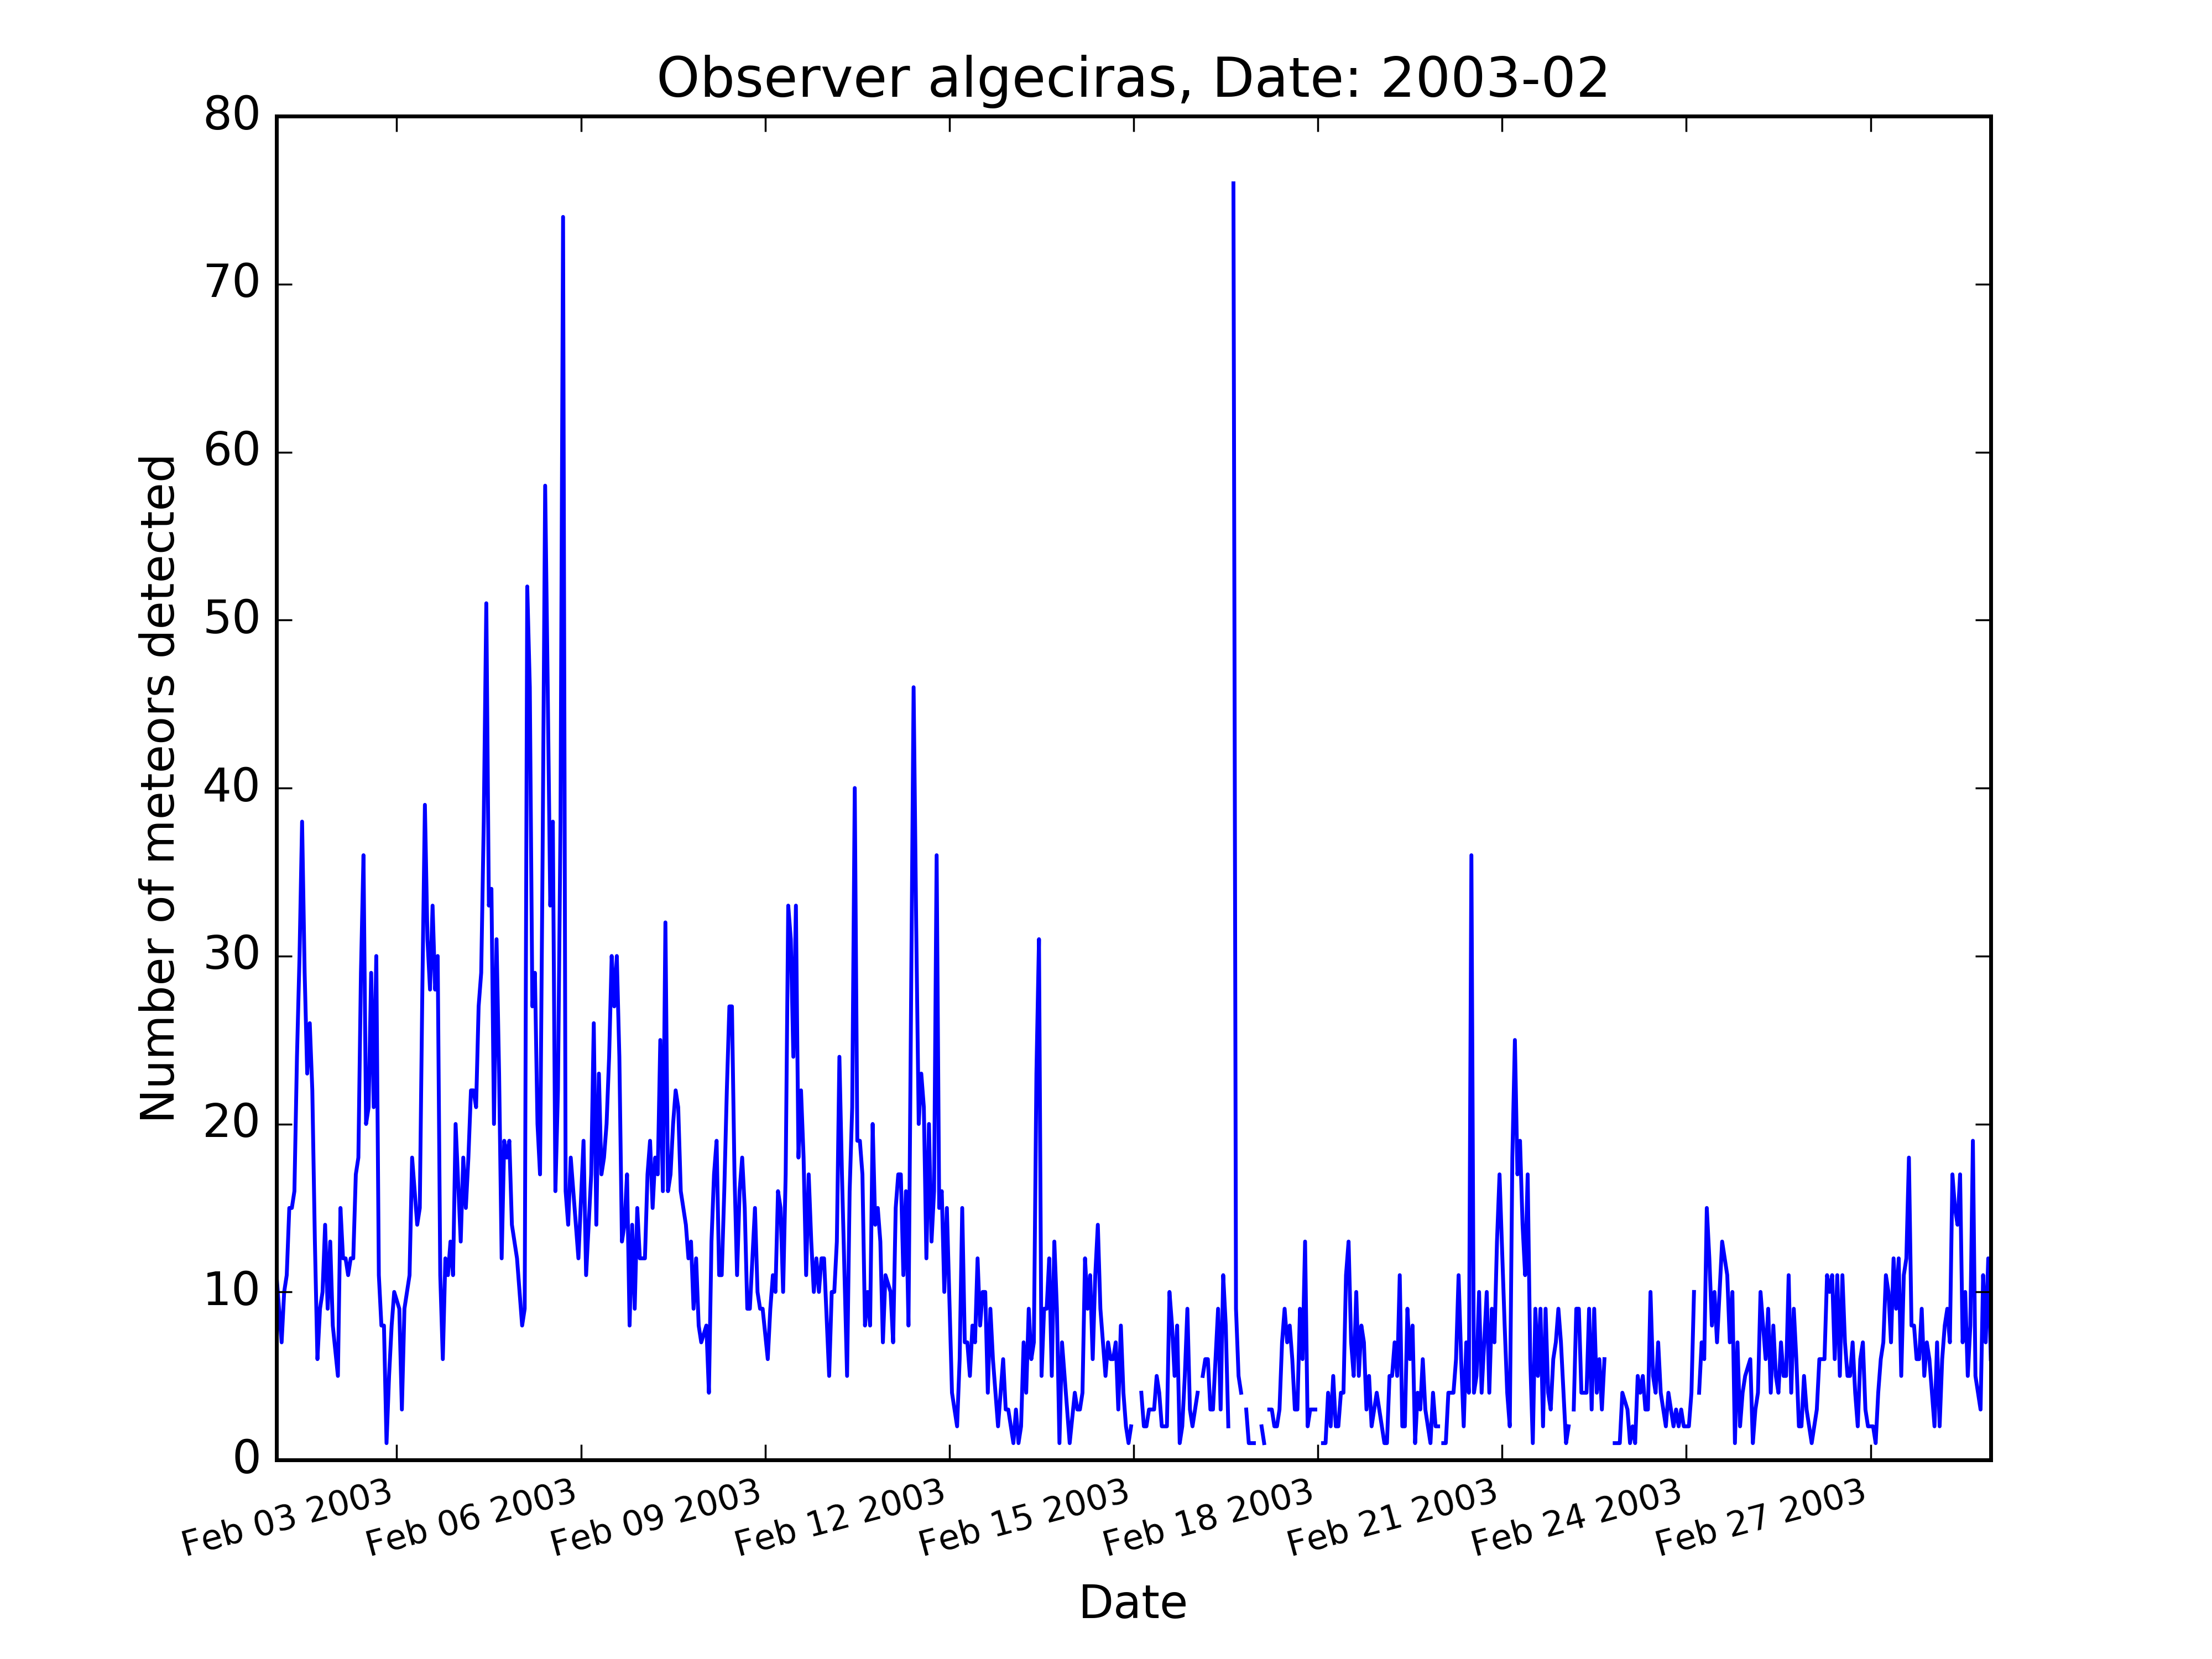 Observer algeciras, Date: 2003-02
Number of meteors detected
80
70
60
50
40
30
20
10
0
Feb 03 2003
Feb 06 2003
Feb 09 2003
Feb 12 2003
Feb 15 2003
Feb 18 2003
Feb 21 2003
Feb 24 2003
Feb 27 2003
Date